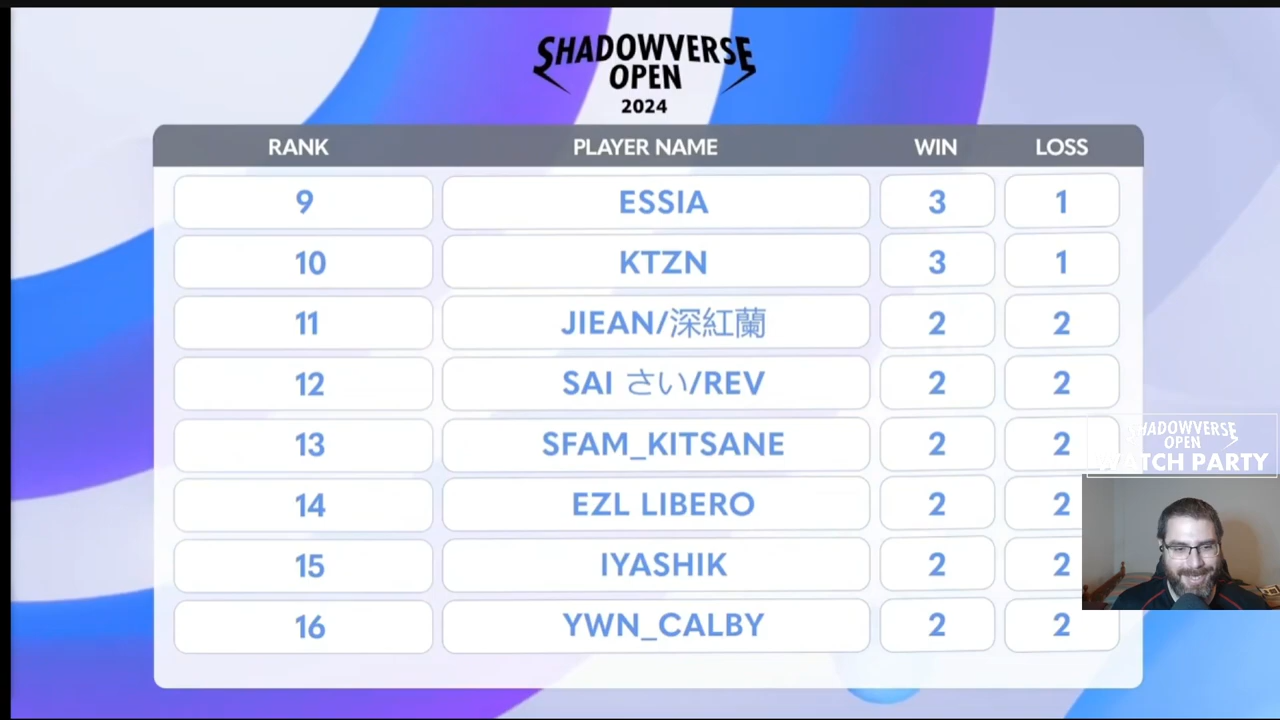 SHADOWVERSE
OPEN
2024
RANK PLAYER NAME WIN LOSS
9 ESSIA 3 1
10 KTZN 3 1
11 JIEAN/深紅蘭 2 2
12 SAI さい/REV 2 2
13 SFAM_KITSANE 2 2
14 EZL LIBERO 2 2
15 IYASHIK 2 2
16 YWN_CALBY 2 2
SHADOWVERSE
OPEN
WATCH PARTY